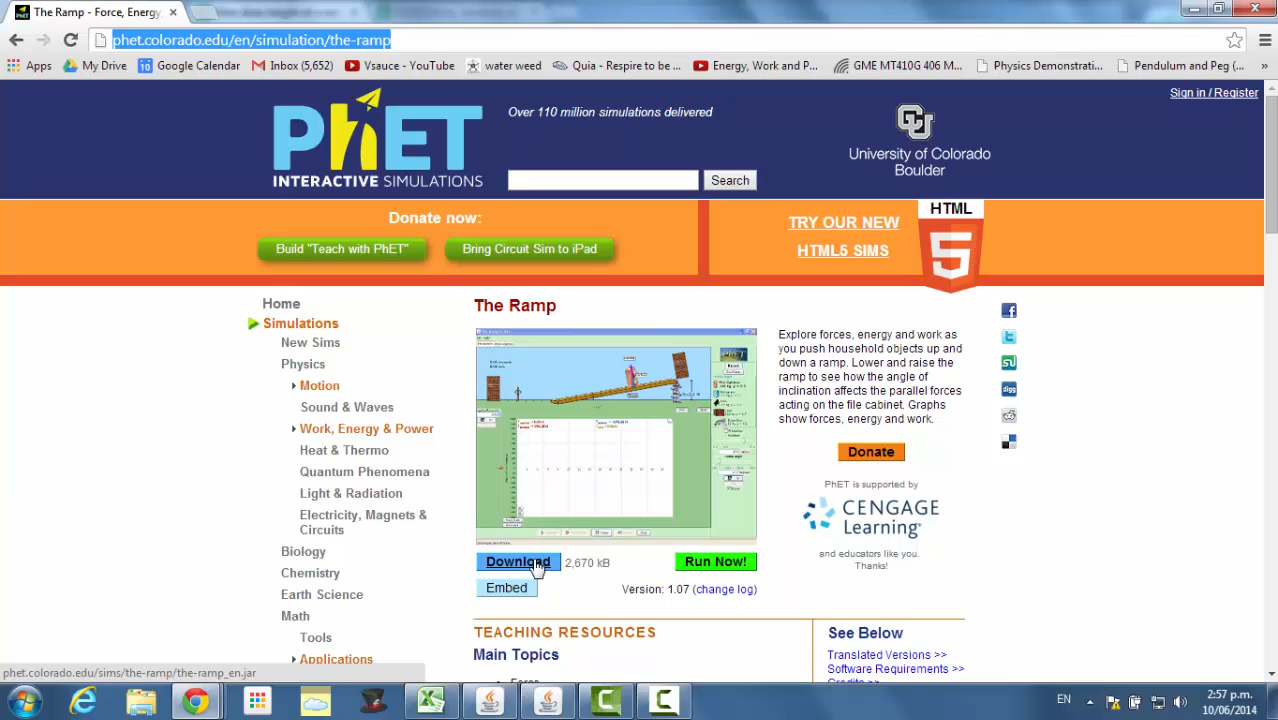 The Ramp - Force, Energy,
phet.colorado.edu/en/simulation/the-ramp
Apps
My Drive
10
Google Calendar
Inbox (5,652)
Vsauce - YouTube
water weed
Quia - Respire to be ...
Energy, Work and P...
GME MT410G 406 M...
Physics Demonstrati...
Pendulum and Peg (...
Sign in / Register
PhET
INTERACTIVE SIMULATIONS
Over 110 million simulations delivered
Search
CU
University of Colorado
Boulder
Donate now:
Build "Teach with PhET"
Bring Circuit Sim to iPad
TRY OUR NEW
HTML5 SIMS
HTML
5
Home
Simulations
New Sims
Physics
Motion
Sound & Waves
Work, Energy & Power
Heat & Thermo
Quantum Phenomena
Light & Radiation
Electricity, Magnets &
Circuits
Biology
Chemistry
Earth Science
Math
Tools
Applications
The Ramp
Explore forces, energy and work as
you push household objects up and
down a ramp. Lower and raise the
ramp to see how the angle of
inclination affects the parallel forces
acting on the file cabinet. Graphs
show forces, energy and work.
Donate
PhET is supported by
CENGAGE
Learning™
and educators like you.
Thanks!
Download
2,670 kB
Run Now!
Embed
Version: 1.07 (change log)
TEACHING RESOURCES
Main Topics
Force
See Below
Translated Versions >>
Software Requirements >>
Credits >>
phet.colorado.edu/sims/the-ramp/the-ramp_en.jar
EN
2:57 p.m.
10/06/2014